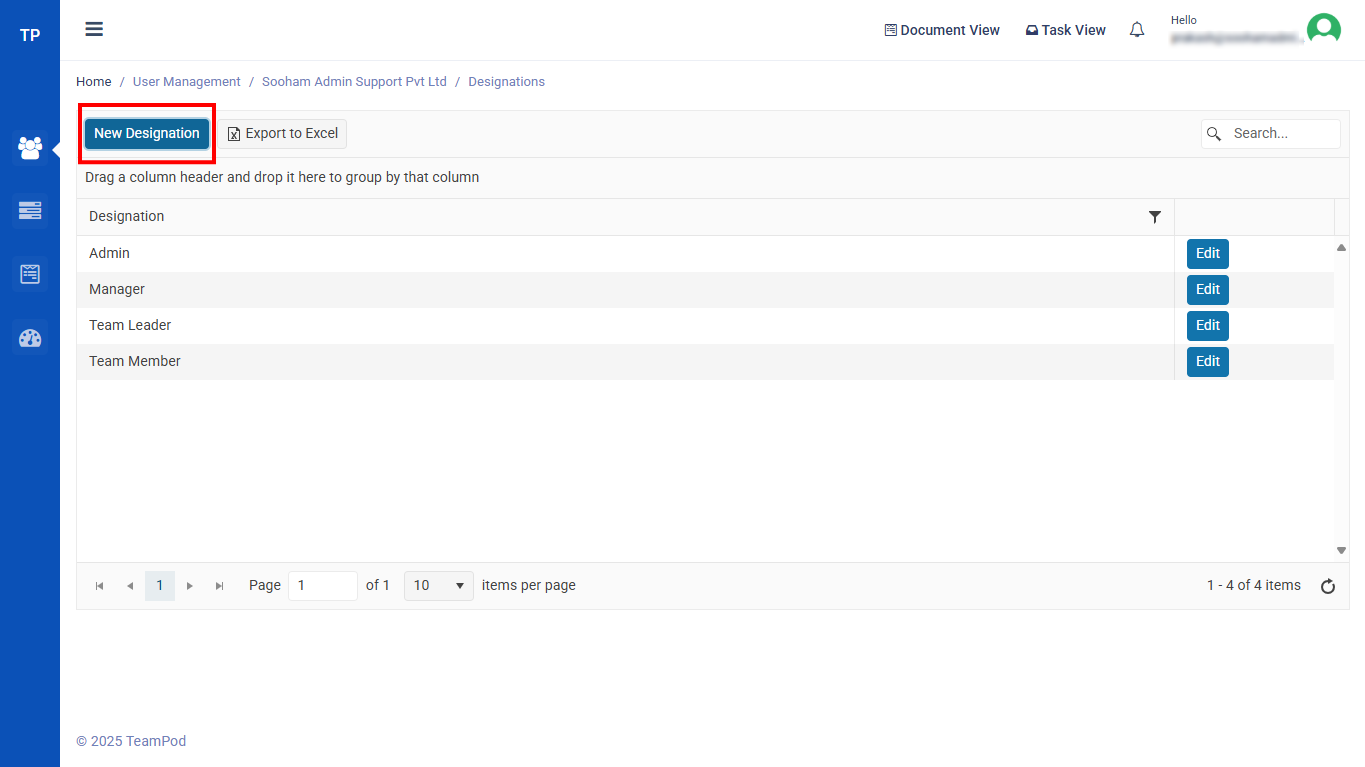 TP
Document View Task View Hello
Home / User Management / Sooham Admin Support Pvt Ltd / Designations
New Designation Export to Excel Search...
Drag a column header and drop it here to group by that column
Designation
Admin Edit
Manager Edit
Team Leader Edit
Team Member Edit
1 Page 1 of 1 10 items per page 1 - 4 of 4 items
© 2025 TeamPod